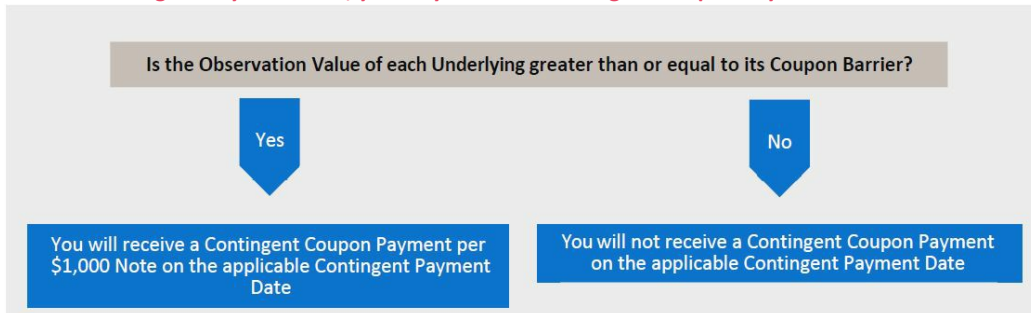 Is the Observation Value of each Underlying greater than or equal to its Coupon Barrier?
Yes
No
You will receive a Contingent Coupon Payment per
$1,000 Note on the applicable Contingent Payment
Date
You will not receive a Contingent Coupon Payment
on the applicable Contingent Payment Date